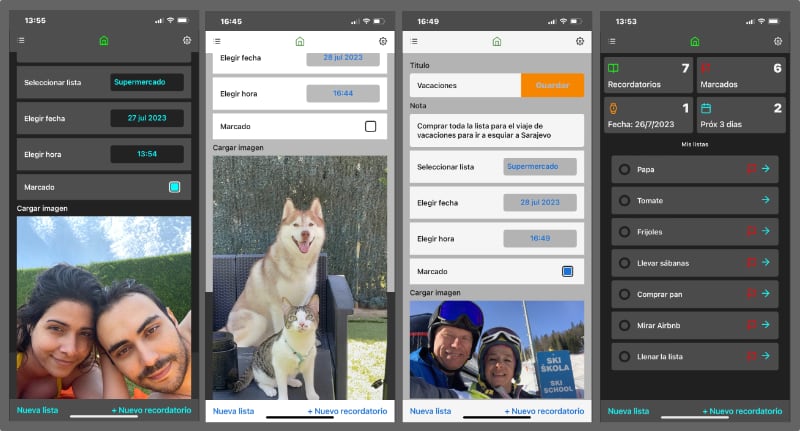 13:55
Seleccionar lista
Supermercado
Elegir fecha
27 jul 2023
Elegir hora
13:54
Marcado
Cargar imagen
Nueva lista
+ Nuevo recordatorio
16:45
Elegir fecha
28 jul 2023
Elegir hora
16:44
Marcado
Cargar imagen
Nueva lista
+ Nuevo recordatorio
16:49
Titulo
Vacaciones
Guardar
Nota
Comprar toda la lista para el viaje de
vacaciones para ir a esquiar a Sarajevo
Seleccionar lista
Supermercado
Elegir fecha
28 jul 2023
Elegir hora
16:49
Marcado
Cargar imagen
SKI
ŠKOLA
SKI
SCHOOL
Nueva lista
+ Nuevo recordatorio
13:53
7
Recordatorios
6
Marcados
1
Fecha: 26/7/2023
2
Próx 3 dias
Mis listas
Papa
Tomate
Frijoles
Llevar sábanas
Comprar pan
Mirar Airbnb
Llenar la lista
Nueva lista
+ Nuevo recordatorio